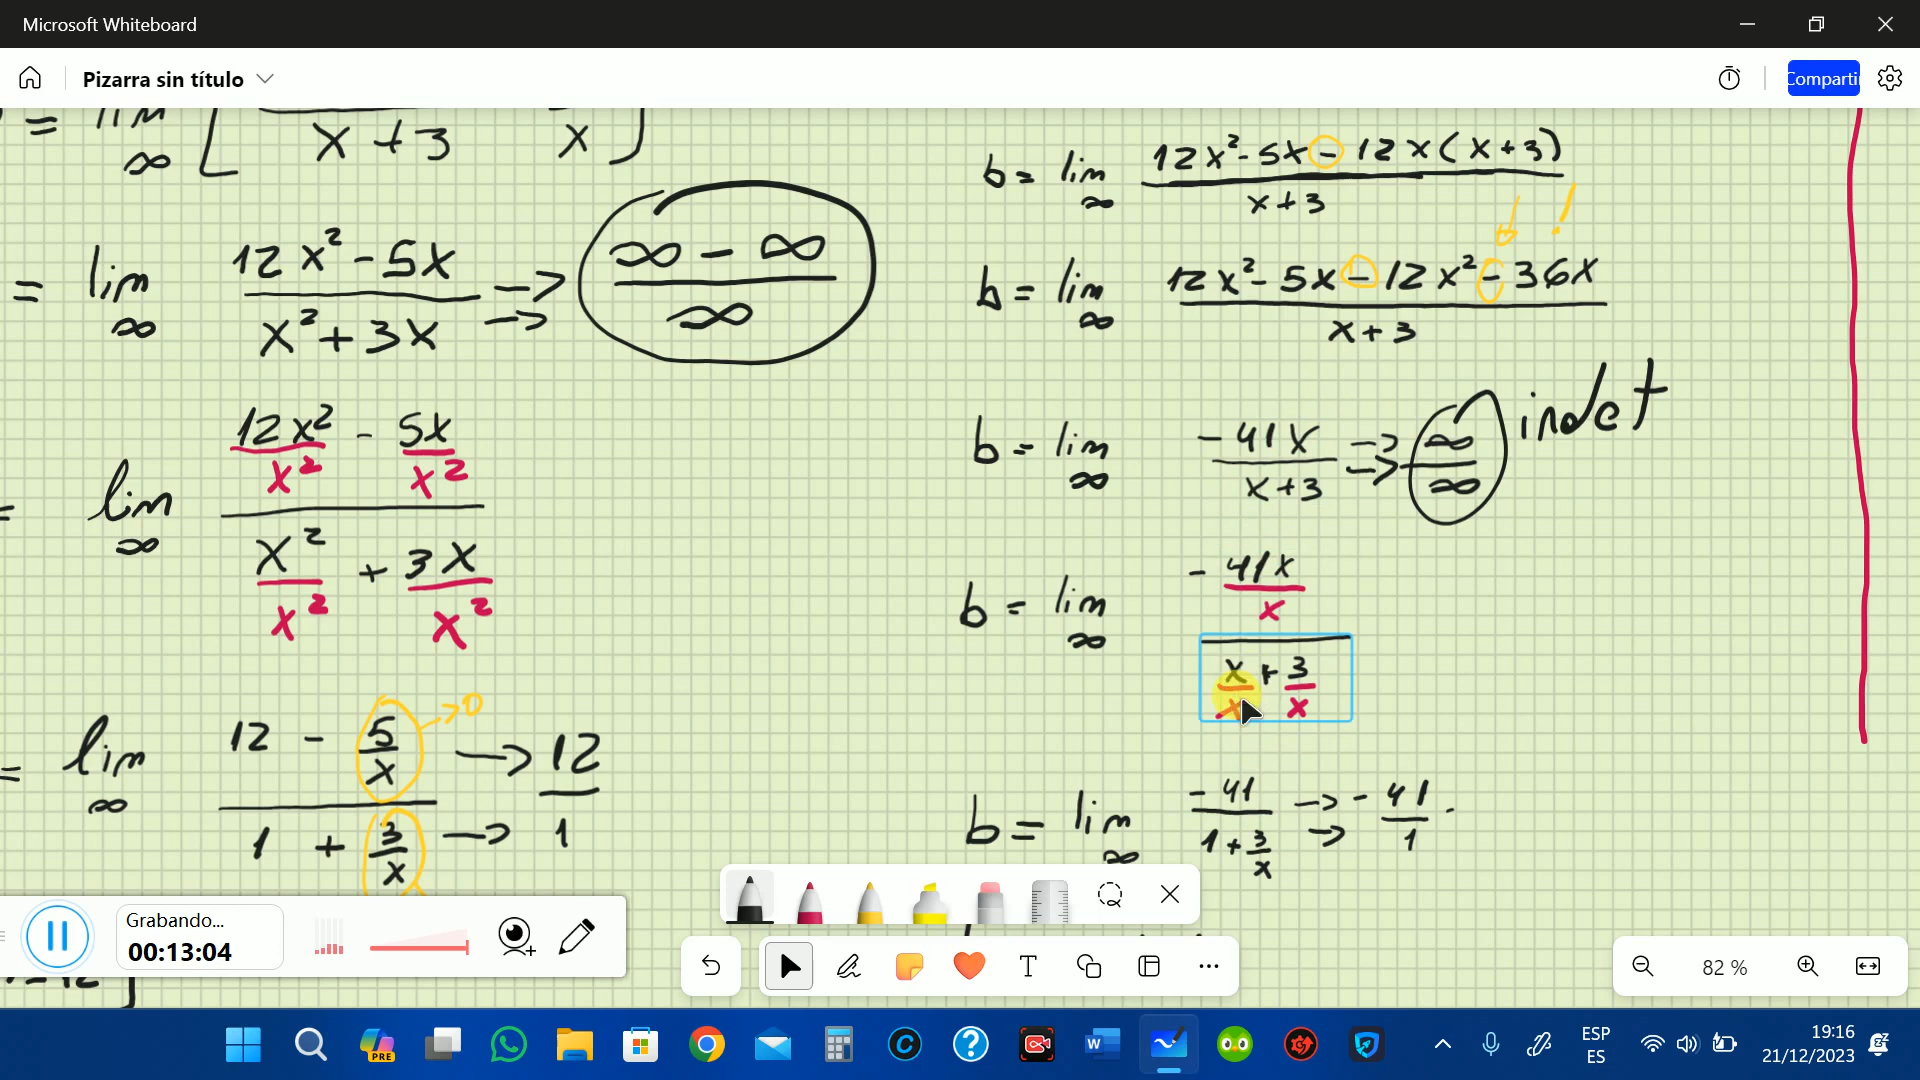 Microsoft Whiteboard
Pizarra sin título
Comparti
= lim [ x + 3   x ]
∞
= lim (12x² - 5x)/(x² + 3x) → (∞ - ∞)/∞
∞
= lim (12x²/x² - 5x/x²)/(x²/x² + 3x/x²)
∞
= lim (12 - 5/x)/(1 + 3/x) → 12 → 1
∞
→ 0
b = lim (12x² - 5x - 12x(x + 3))/(x + 3)
∞
!
b = lim (12x² - 5x - 12x² - 36x)/(x + 3)
∞
b = lim (-41x)/(x + 3) → ∞/∞ indet
∞
b = lim (-41x/x)/(x/x + 3/x)
∞
b = lim (-41)/(1 + 3/x) → -41/1
∞
Grabando...
00:13:04
82 %
PRE
ESP
ES
19:16
21/12/2023